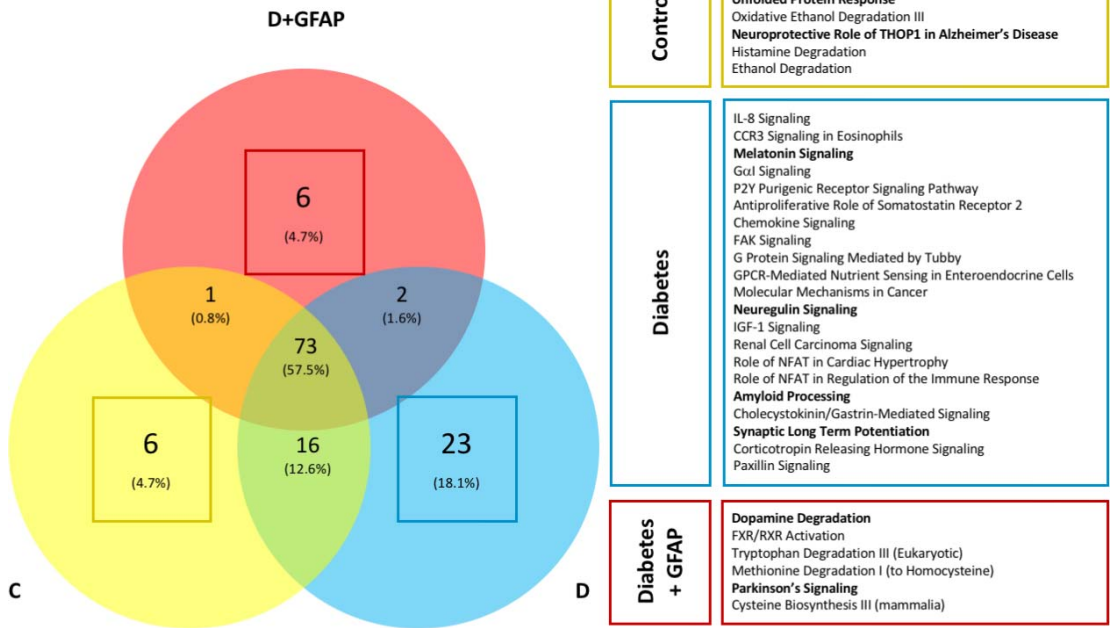 D+GFAP
6
(4.7%)
1
(0.8%)
2
(1.6%)
73
(57.5%)
6
(4.7%)
16
(12.6%)
23
(18.1%)
C
D
Control
Unfolded Protein Response
Oxidative Ethanol Degradation III
Neuroprotective Role of THOP1 in Alzheimer's Disease
Histamine Degradation
Ethanol Degradation
Diabetes
IL-8 Signaling
CCR3 Signaling in Eosinophils
Melatonin Signaling
GαI Signaling
P2Y Purigenic Receptor Signaling Pathway
Antiproliferative Role of Somatostatin Receptor 2
Chemokine Signaling
FAK Signaling
G Protein Signaling Mediated by Tubby
GPCR-Mediated Nutrient Sensing in Enteroendocrine Cells
Molecular Mechanisms in Cancer
Neuregulin Signaling
IGF-1 Signaling
Renal Cell Carcinoma Signaling
Role of NFAT in Cardiac Hypertrophy
Role of NFAT in Regulation of the Immune Response
Amyloid Processing
Cholecystokinin/Gastrin-Mediated Signaling
Synaptic Long Term Potentiation
Corticotropin Releasing Hormone Signaling
Paxillin Signaling
Diabetes
+ GFAP
Dopamine Degradation
FXR/RXR Activation
Tryptophan Degradation III (Eukaryotic)
Methionine Degradation I (to Homocysteine)
Parkinson's Signaling
Cysteine Biosynthesis III (mammalia)